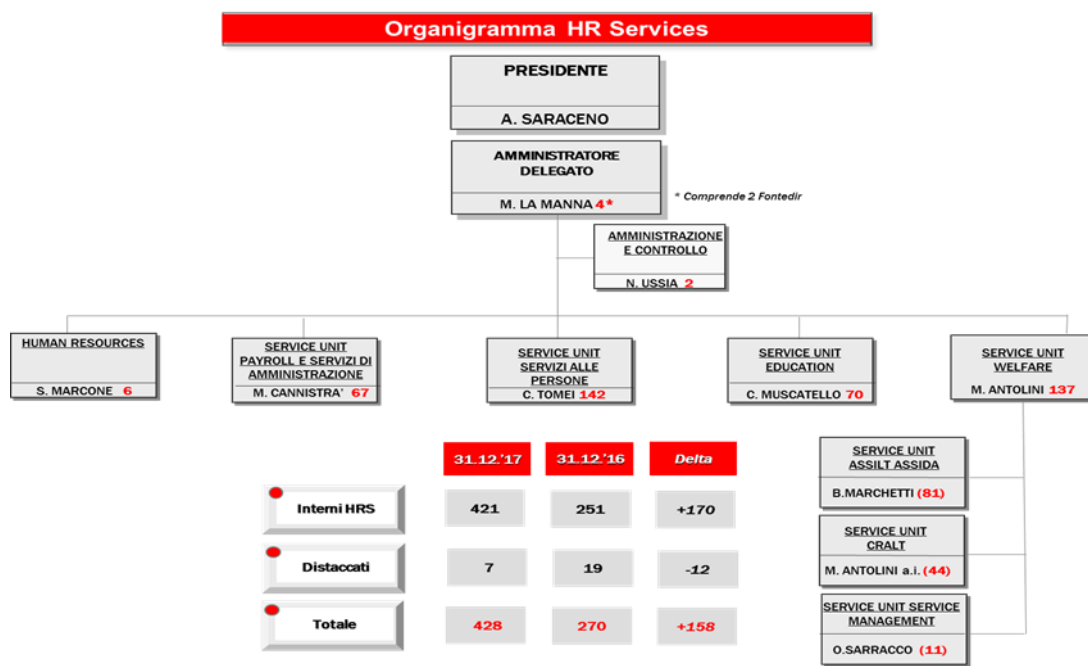 Organigramma HR Services
PRESIDENTE
A. SARACENO
AMMINISTRATORE
DELEGATO
M. LA MANNA 4*
* Comprende 2 Fontedir
AMMINISTRAZIONE
E CONTROLLO
N. USSIA 2
HUMAN RESOURCES
S. MARCONE 6
SERVICE UNIT
PAYROLL E SERVIZI DI
AMMINISTRAZIONE
M. CANNISTRA' 67
SERVICE UNIT
SERVIZI ALLE
PERSONE
C. TOMEI 142
SERVICE UNIT
EDUCATION
C. MUSCATELLO 70
SERVICE UNIT
WELFARE
M. ANTOLINI 137
SERVICE UNIT
ASSILT ASSIDA
B.MARCHETTI (81)
SERVICE UNIT
CRALT
M. ANTOLINI a.i. (44)
SERVICE UNIT SERVICE
MANAGEMENT
O.SARRACCO (11)
31.12.'17 31.12.'16 Delta
Interni HRS 421 251 +170
Distaccati 7 19 -12
Totale 428 270 +158